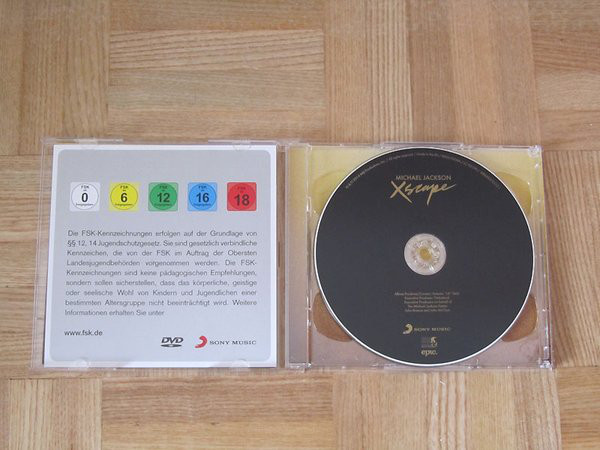 FSK
0
FSK
6
FSK
12
FSK
16
FSK
18
Die FSK-Kennzeichnungen erfolgen auf der Grundlage von
§§ 12, 14 Jugendschutzgesetz. Sie sind gesetzlich verbindliche
Kennzeichen, die von der FSK im Auftrag der Obersten
Landesjugendbehörden vorgenommen werden. Die FSK-
Kennzeichnungen sind keine pädagogischen Empfehlungen,
sondern sollen sicherstellen, dass das körperliche, geistige
oder seelische Wohl von Kindern und Jugendlichen einer
bestimmten Altersgruppe nicht beeinträchtigt wird. Weitere
Informationen erhalten Sie unter
www.fsk.de
DVD
SONY MUSIC
MICHAEL JACKSON
Xscape
SONY MUSIC
epic